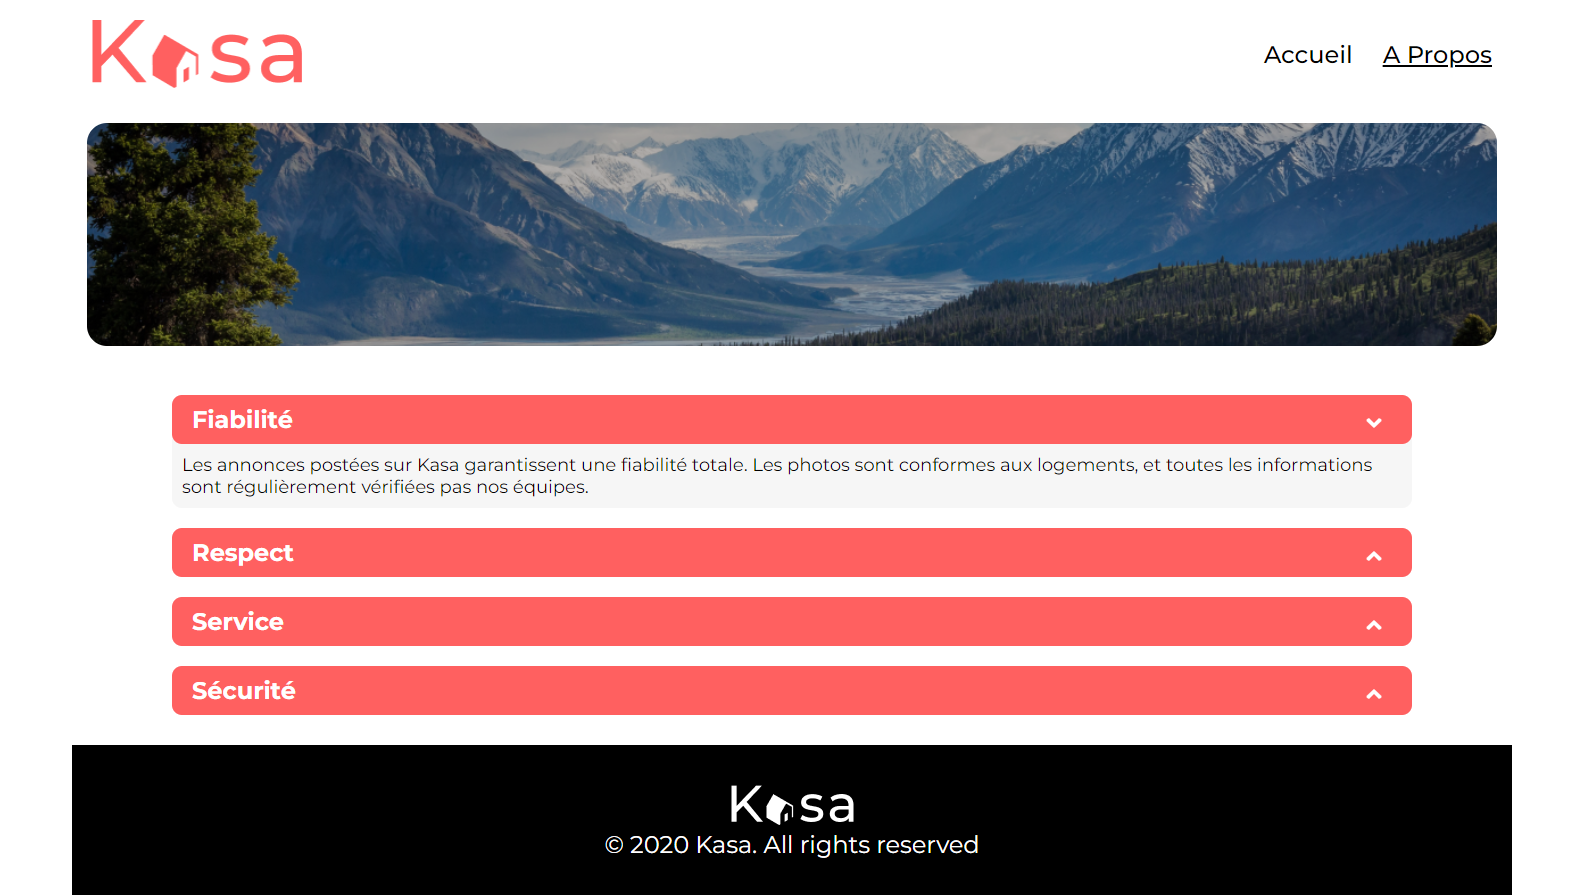 Kasa
Accueil A Propos
Fiabilité
Les annonces postées sur Kasa garantissent une fiabilité totale. Les photos sont conformes aux logements, et toutes les informations
sont régulièrement vérifiées pas nos équipes.
Respect
Service
Sécurité
Kasa
© 2020 Kasa. All rights reserved